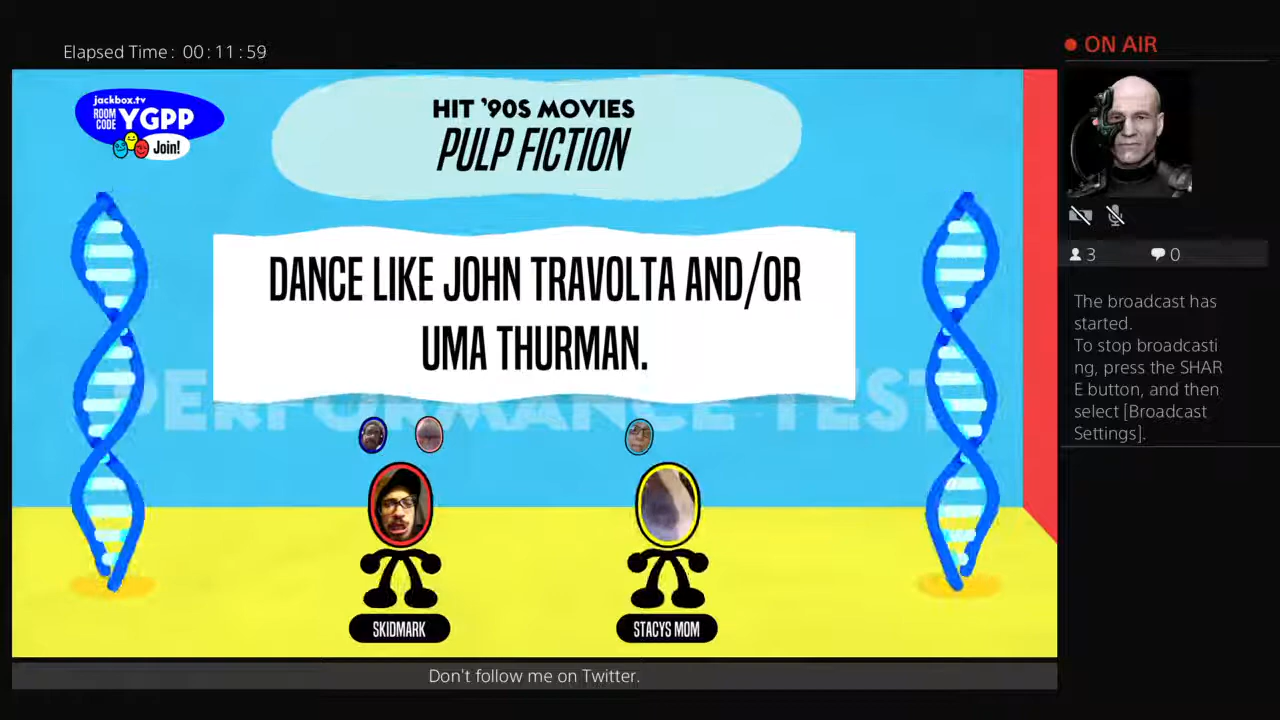 Elapsed Time: 00:11:59
ON AIR
jackbox.tv
ROOM CODE YGPP
Join!
HIT '90S MOVIES
PULP FICTION
DANCE LIKE JOHN TRAVOLTA AND/OR
UMA THURMAN.
PERFORMANCE TEST
SKIDMARK
STACYS MOM
3
0
The broadcast has
started.
To stop broadcasti
ng, press the SHAR
E button, and then
select [Broadcast
Settings].
Don't follow me on Twitter.